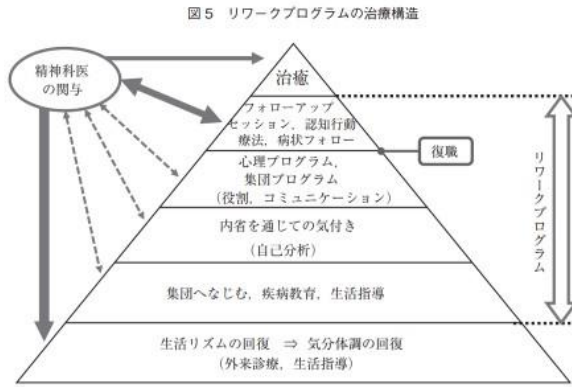 図5 リワークプログラムの治療構造
精神科医
の関与
治癒
フォローアップ
セッション，認知行動
療法，病状フォロー
復職
心理プログラム，
集団プログラム
（役割，コミュニケーション）
内省を通じての気付き
（自己分析）
集団へなじむ，疾病教育，生活指導
生活リズムの回復 ⇒ 気分体調の回復
（外来診療，生活指導）
リワークプログラム